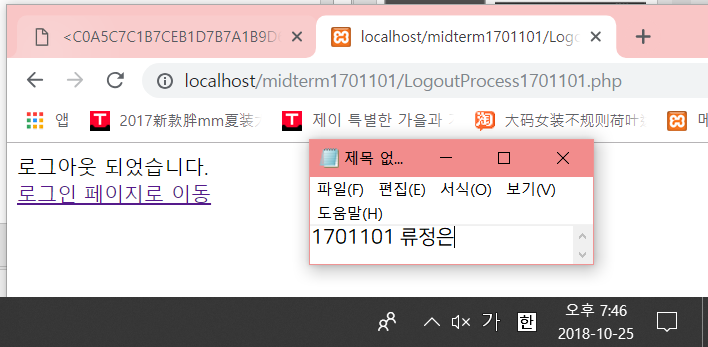 <C0A5C7C1B7CEB1D7B7A1B9D
localhost/midterm1701101/Logo
localhost/midterm1701101/LogoutProcess1701101.php
앱
2017新款胖mm夏装
제이 특별한 가을과
大码女装不规则荷叶
메
로그아웃 되었습니다.
로그인 페이지로 이동
제목 없...
파일(F) 편집(E) 서식(O) 보기(V)
도움말(H)
1701101 류정은
가 한
오후 7:46
2018-10-25